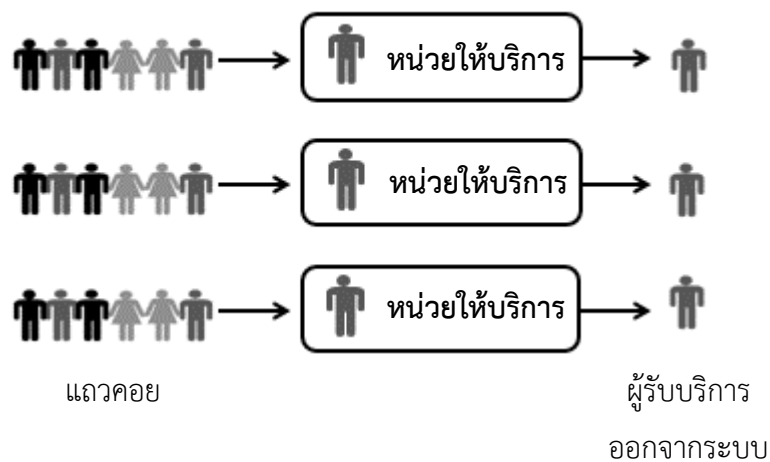 หน่วยให้บริการ
หน่วยให้บริการ
หน่วยให้บริการ
แถวคอย
ผู้รับบริการ
ออกจากระบบ